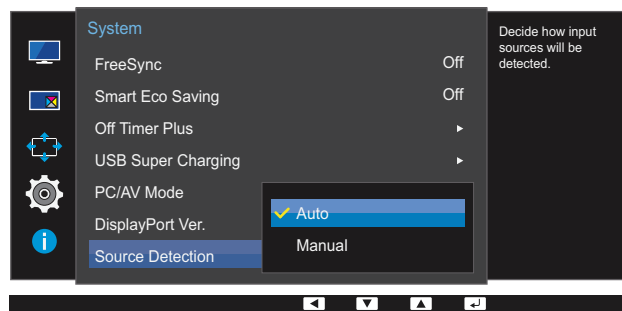 System
FreeSync Off
Smart Eco Saving Off
Off Timer Plus
USB Super Charging
PC/AV Mode
DisplayPort Ver.
Source Detection
Auto
Manual
Decide how input
sources will be
detected.